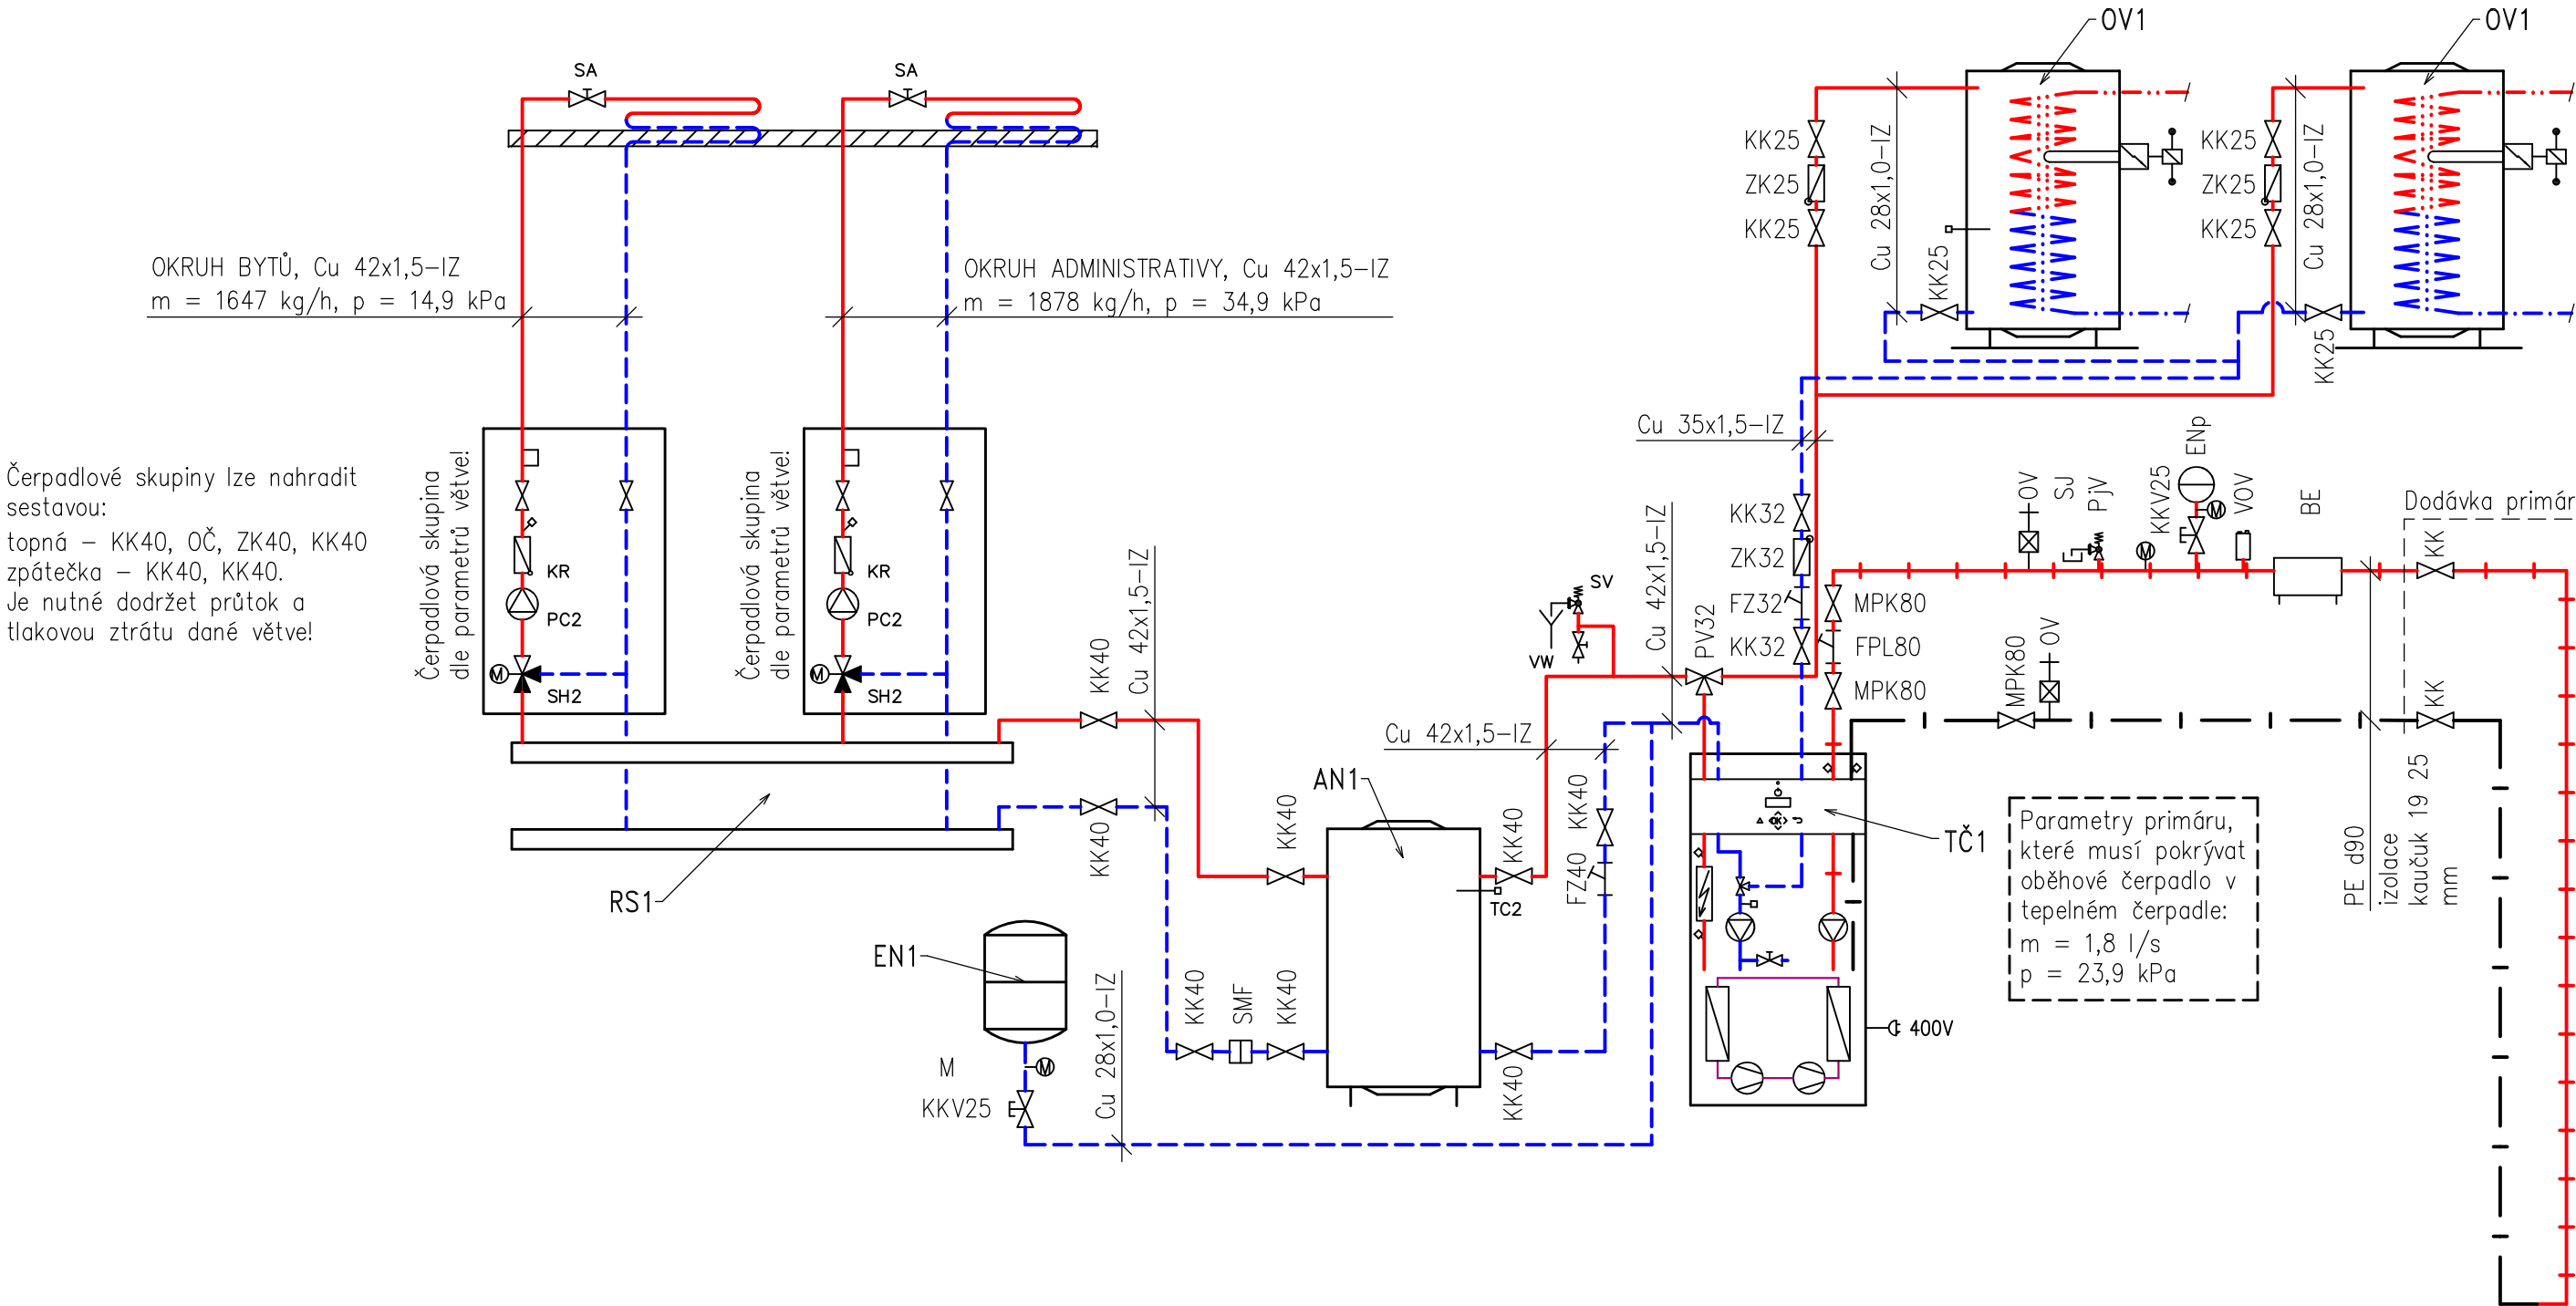 OV1
OV1
SA
SA
KK25
ZK25
KK25
Cu 28x1,0-IZ
KK25
KK25
ZK25
KK25
Cu 28x1,0-IZ
KK25
OKRUH BYTŮ, Cu 42x1,5-IZ
m = 1647 kg/h, p = 14,9 kPa
OKRUH ADMINISTRATIVY, Cu 42x1,5-IZ
m = 1878 kg/h, p = 34,9 kPa
Čerpadlové skupiny lze nahradit
sestavou:
topná - KK40, OČ, ZK40, KK40
zpátečka - KK40, KK40.
Je nutné dodržet průtok a
tlakovou ztrátu dané větve!
Čerpadlová skupina
dle parametrů větve!
KR
PC2
M
SH2
Čerpadlová skupina
dle parametrů větve!
KR
PC2
M
SH2
Cu 35x1,5-IZ
KK32
ZK32
FZ32
KK32
MPK80
FPL80
MPK80
Cu 42x1,5-IZ
PV32
SV
VW
OV
SJ
PjV
M
KKV25
ENp
M
VOV
BE
Dodávka primár
KK
KK
MPK80
OV
KK40
Cu 42x1,5-IZ
KK40
Cu 42x1,5-IZ
AN1
KK40
KK40
TC2
FZ40
KK40
RS1
EN1
M
M
KKV25
Cu 28x1,0-IZ
KK40
SMF
KK40
KK40
TČ1
OK
400V
Parametry primáru,
které musí pokrývat
oběhové čerpadlo v
tepelném čerpadle:
m = 1,8 l/s
p = 23,9 kPa
PE d90
izolace
kaučuk 19 25
mm